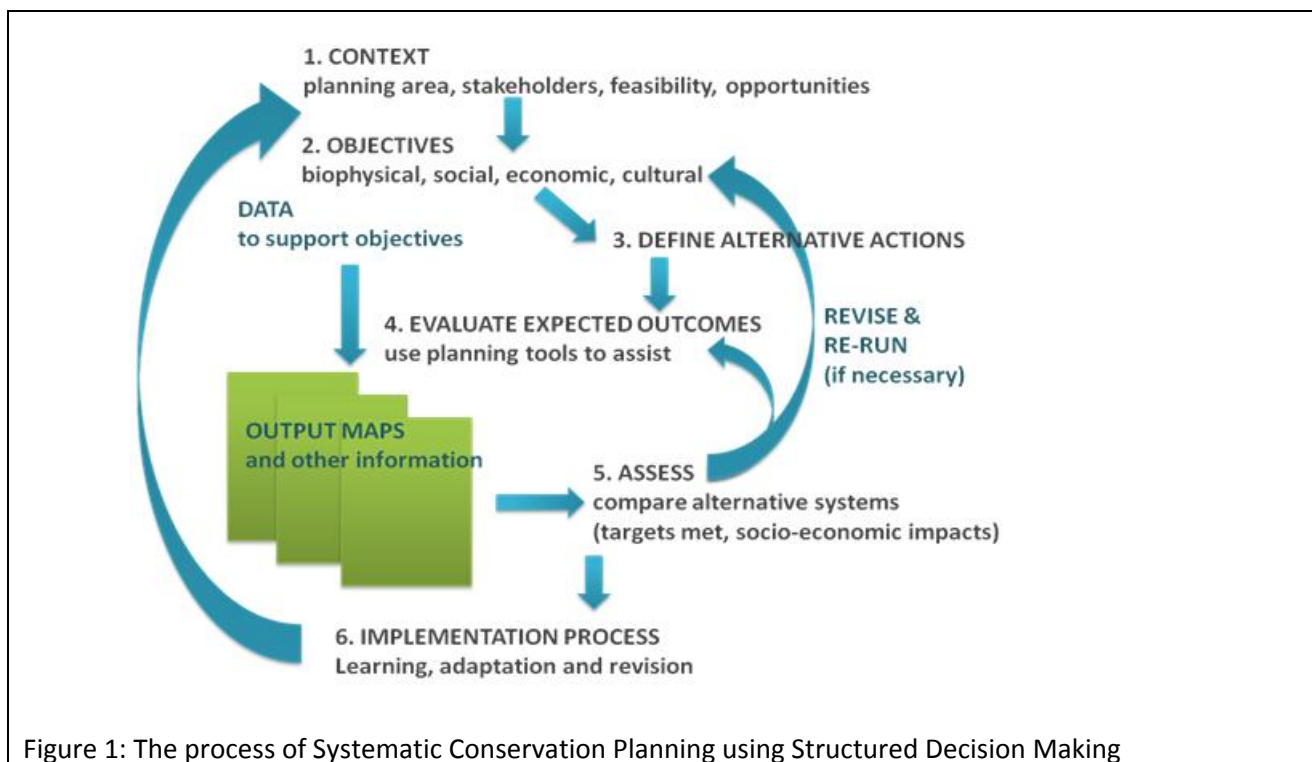 1. CONTEXT
planning area, stakeholders, feasibility, opportunities
2. OBJECTIVES
biophysical, social, economic, cultural
DATA
to support objectives
3. DEFINE ALTERNATIVE ACTIONS
4. EVALUATE EXPECTED OUTCOMES
use planning tools to assist
REVISE &
RE-RUN
(if necessary)
OUTPUT MAPS
and other information
5. ASSESS
compare alternative systems
(targets met, socio-economic impacts)
6. IMPLEMENTATION PROCESS
Learning, adaptation and revision
Figure 1: The process of Systematic Conservation Planning using Structured Decision Making